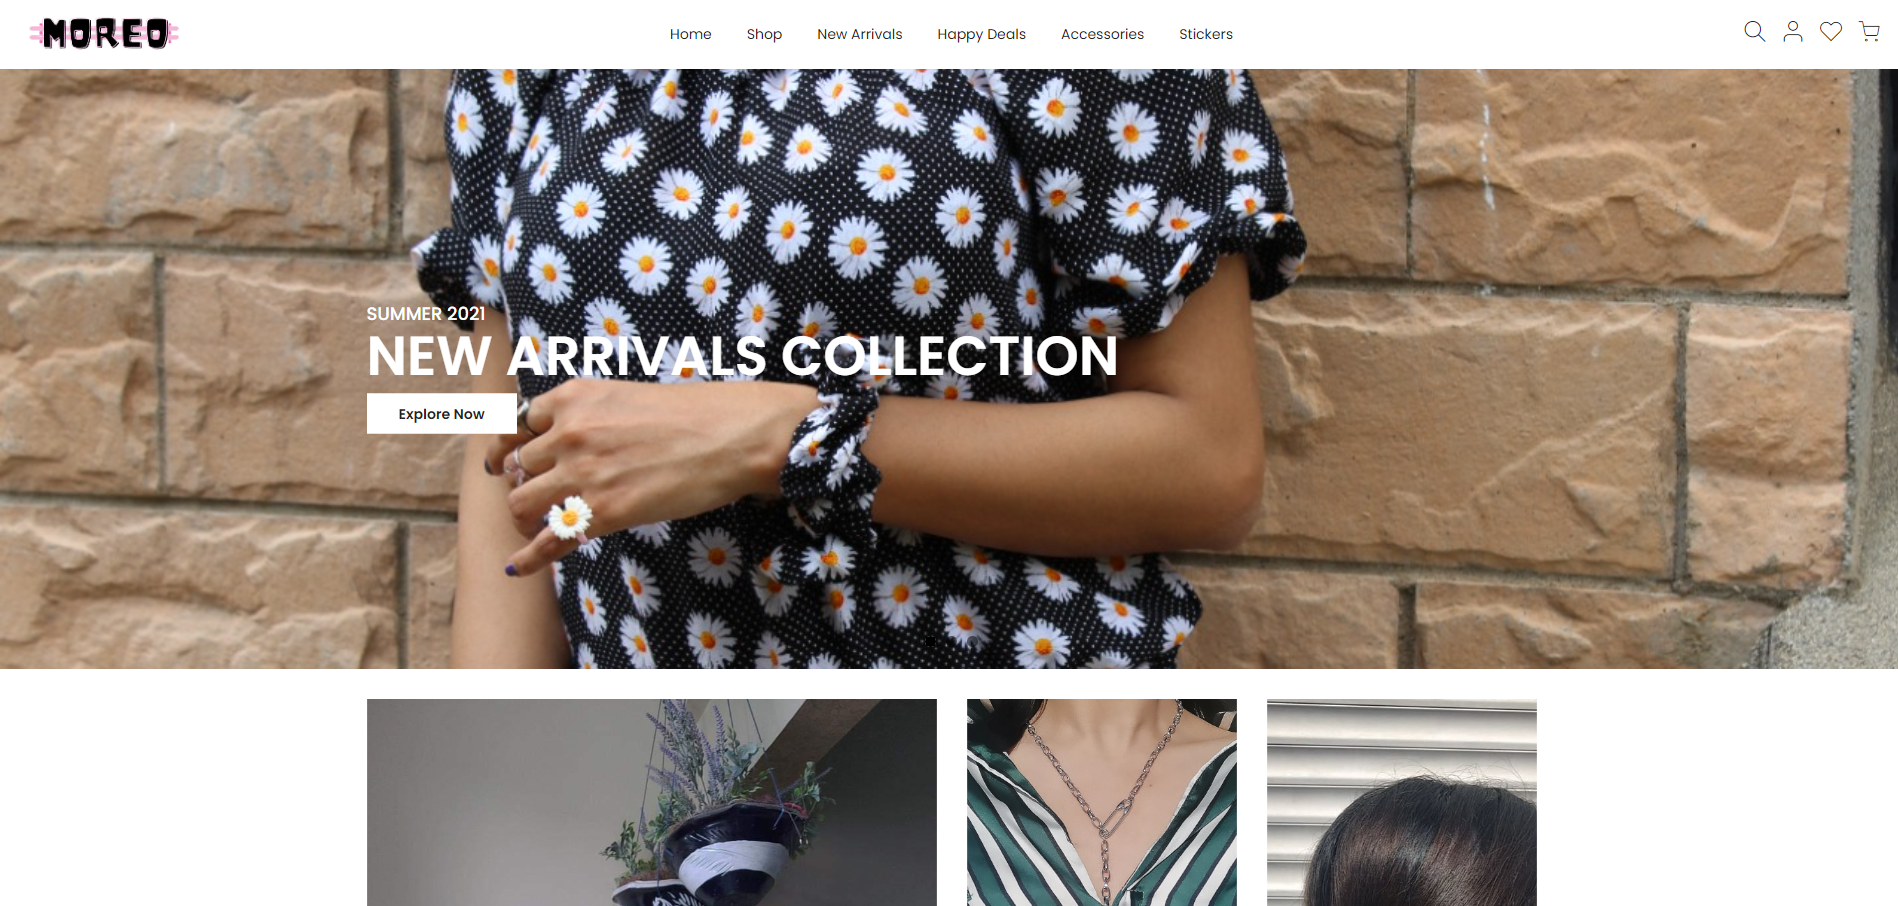 MOREO
Home Shop New Arrivals Happy Deals Accessories Stickers
SUMMER 2021
NEW ARRIVALS COLLECTION
Explore Now